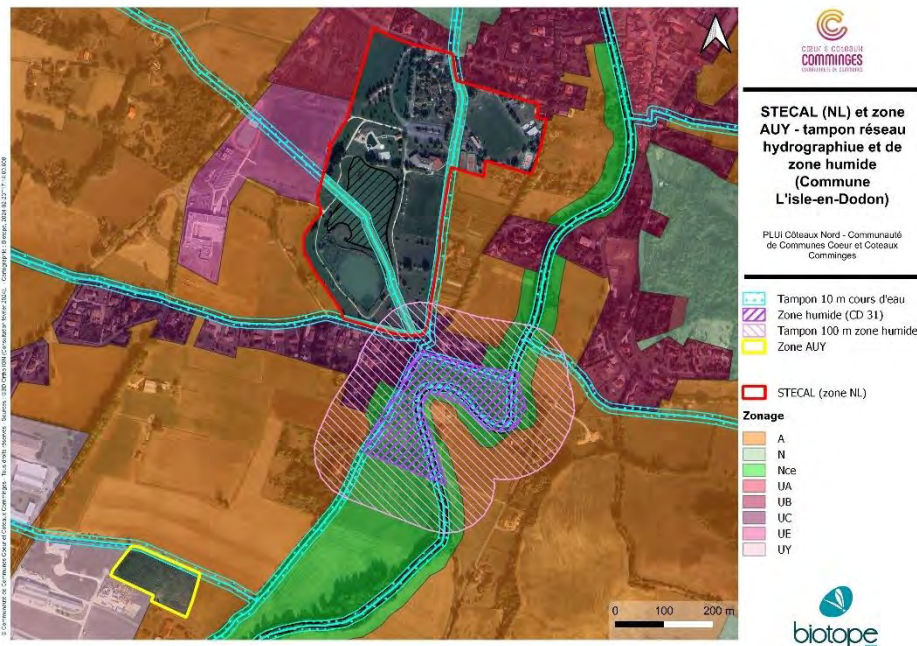 CŒUR & COTEAUX
COMMINGES
COMMUNAUTÉ DE COMMUNES
STECAL (NL) et zone
AUY - tampon réseau
hydrographiue et de
zone humide
(Commune
L'isle-en-Dodon)
PLUi Côteaux Nord - Communauté
de Communes Coeur et Coteaux
Comminges
Tampon 10 m cours d'eau
Zone humide (CD 31)
Tampon 100 m zone humide
Zone AUY
STECAL (zone NL)
Zonage
A
N
Nce
UA
UB
UC
UE
UY
0 100 200 m
biotope